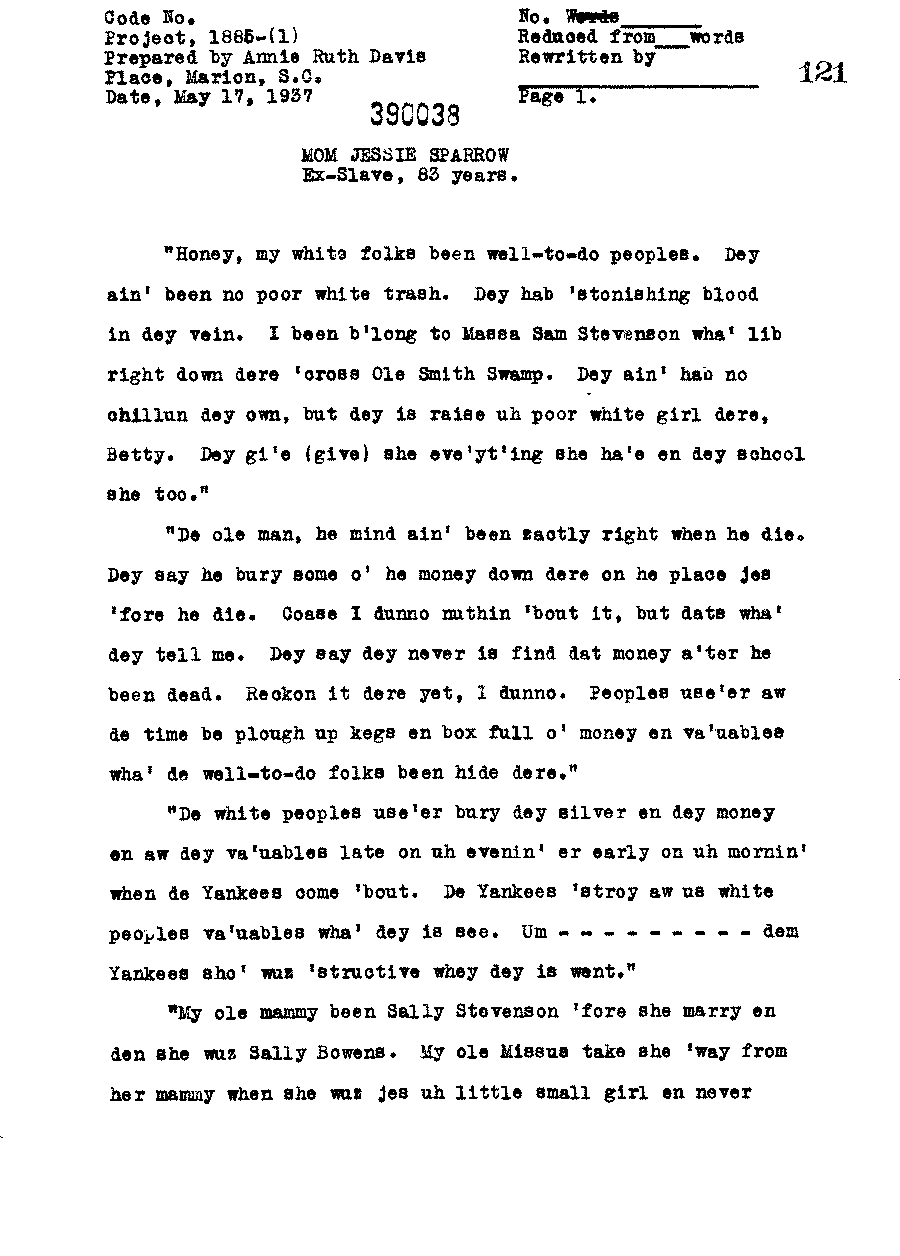 Code No.
Project, 1885-(1)
Prepared by Annie Ruth Davis
Place, Marion, S.C.
Date, May 17, 1937
No. Words
Reduced from___words
Rewritten by
Page 1.
121
390038
MOM JESSIE SPARROW
Ex-Slave, 83 years.
"Honey, my white folks been well-to-do peoples. Dey
ain' been no poor white trash. Dey hab 'stonishing blood
in dey vein. I been b'long to Massa Sam Stevenson wha' lib
right down dere 'cross Ole Smith Swamp. Dey ain' hab no
chillun dey own, but dey is raise uh poor white girl dere,
Betty. Dey gi'e (give) she eve'yt'ing she ha'e en dey school
she too."
"De ole man, he mind ain' been zactly right when he die.
Dey say he bury some o' he money down dere on he place jes
'fore he die. Coase I dunno nuthin 'bout it, but dats wha'
dey tell me. Dey say dey never is find dat money a'ter he
been dead. Reckon it dere yet, I dunno. Peoples use'er aw
de time be plough up kegs en box full o' money en va'uables
wha' de well-to-do folks been hide dere."
"De white peoples use'er bury dey silver en dey money
en aw dey va'uables late on uh evenin' er early on uh mornin'
when de Yankees come 'bout. De Yankees 'stroy aw us white
peoples va'uables wha' dey is see. Um - - - - - - - - - - dem
Yankees sho' wuz 'structive whey dey is went."
"My ole mammy been Sally Stevenson 'fore she marry en
den she wuz Sally Bowens. My ole Missus take she 'way from
her mammy when she wuz jes uh little small girl en never